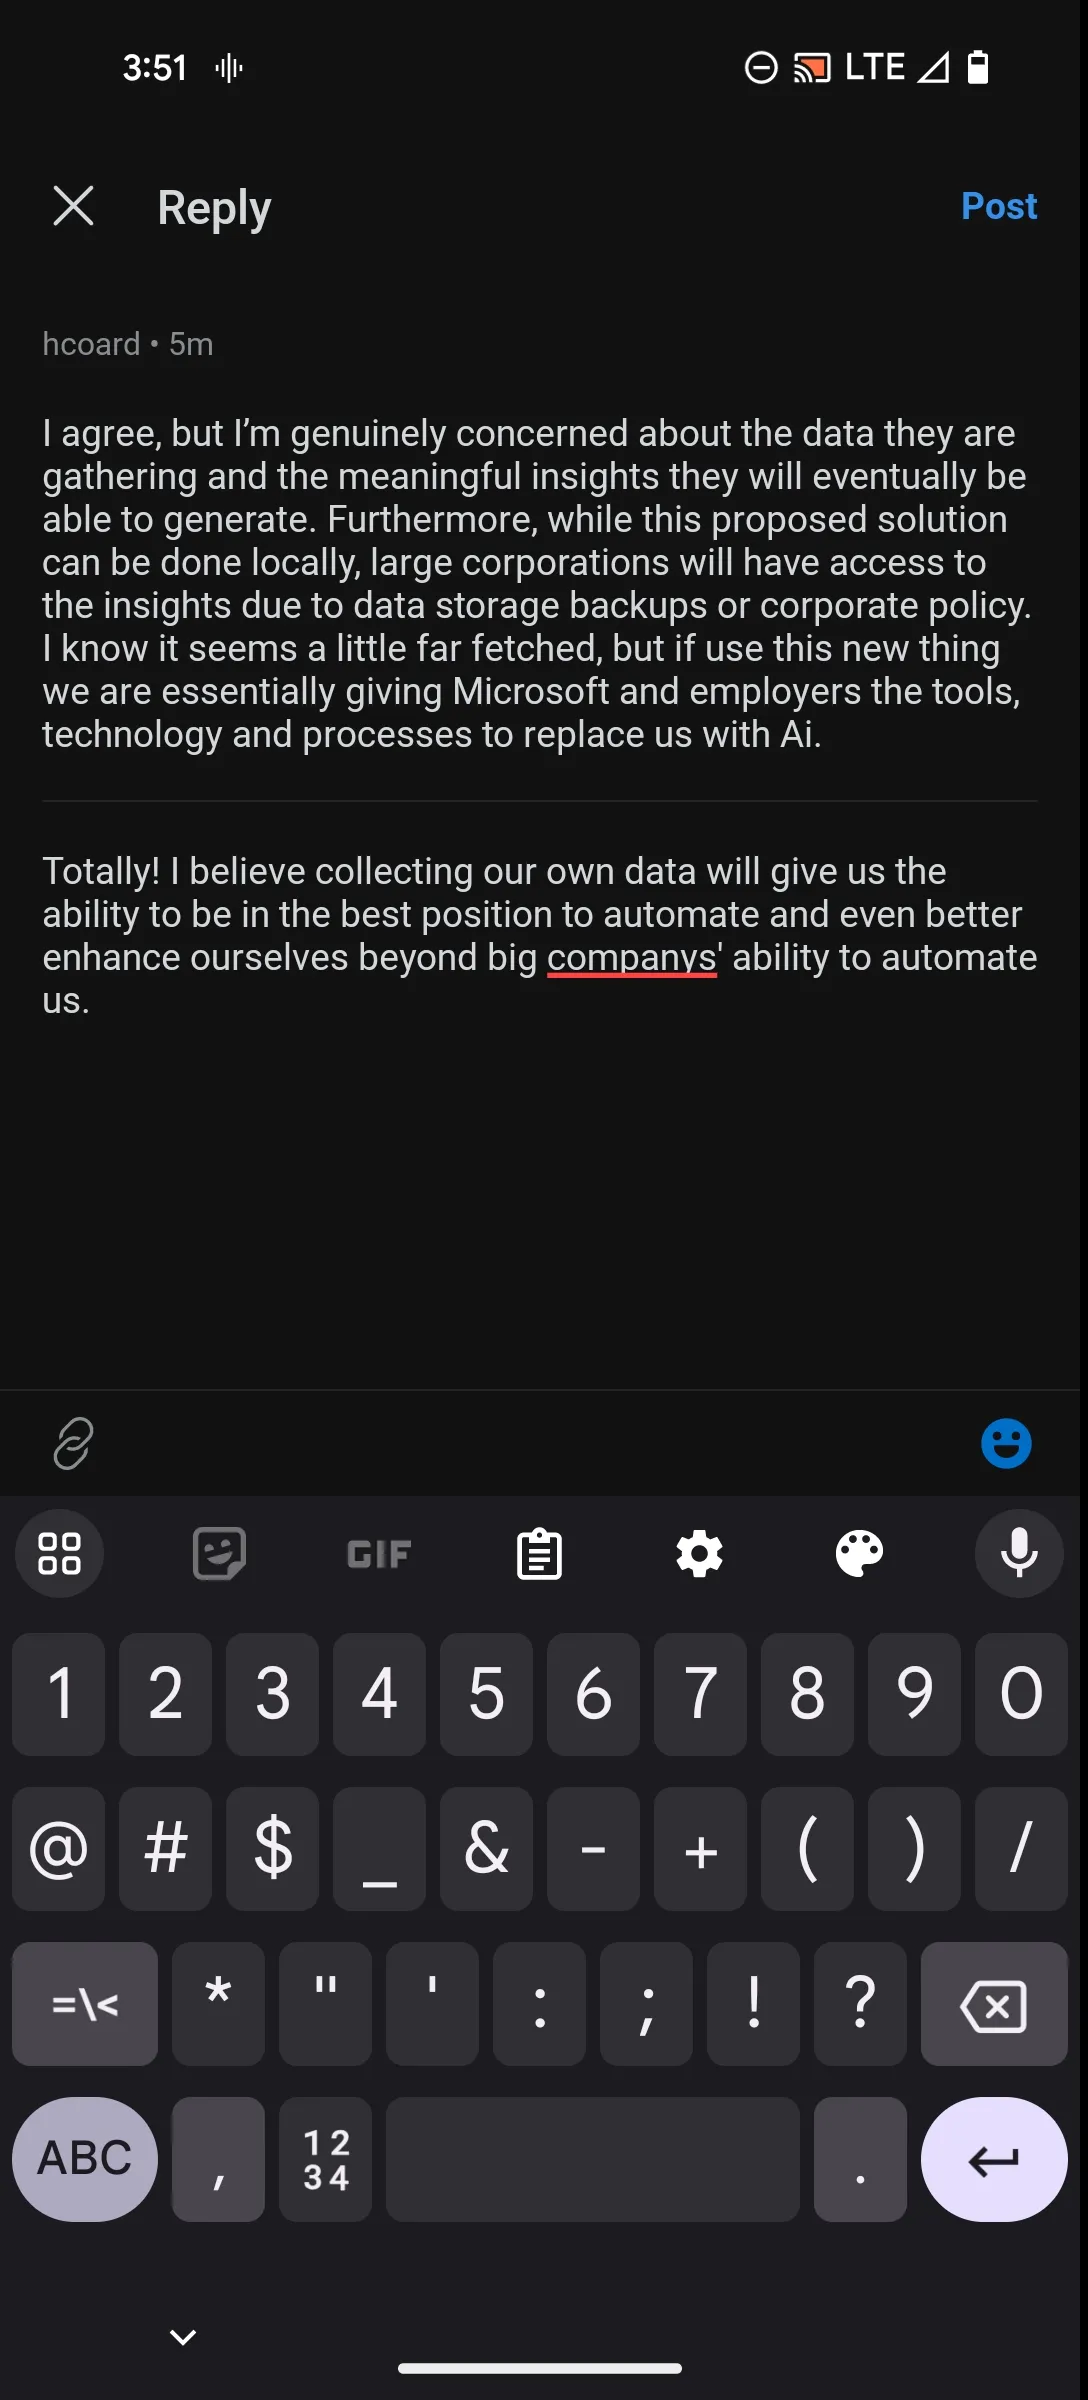 3:51 LTE
Reply Post
hcoard • 5m
I agree, but I’m genuinely concerned about the data they are
gathering and the meaningful insights they will eventually be
able to generate. Furthermore, while this proposed solution
can be done locally, large corporations will have access to
the insights due to data storage backups or corporate policy.
I know it seems a little far fetched, but if use this new thing
we are essentially giving Microsoft and employers the tools,
technology and processes to replace us with Ai.
Totally! I believe collecting our own data will give us the
ability to be in the best position to automate and even better
enhance ourselves beyond big companys' ability to automate
us.
GIF
1 2 3 4 5 6 7 8 9 0
@ # $ _ & - + ( ) /
=\< * " ' : ; ! ?
ABC , 1 2 3 4 .